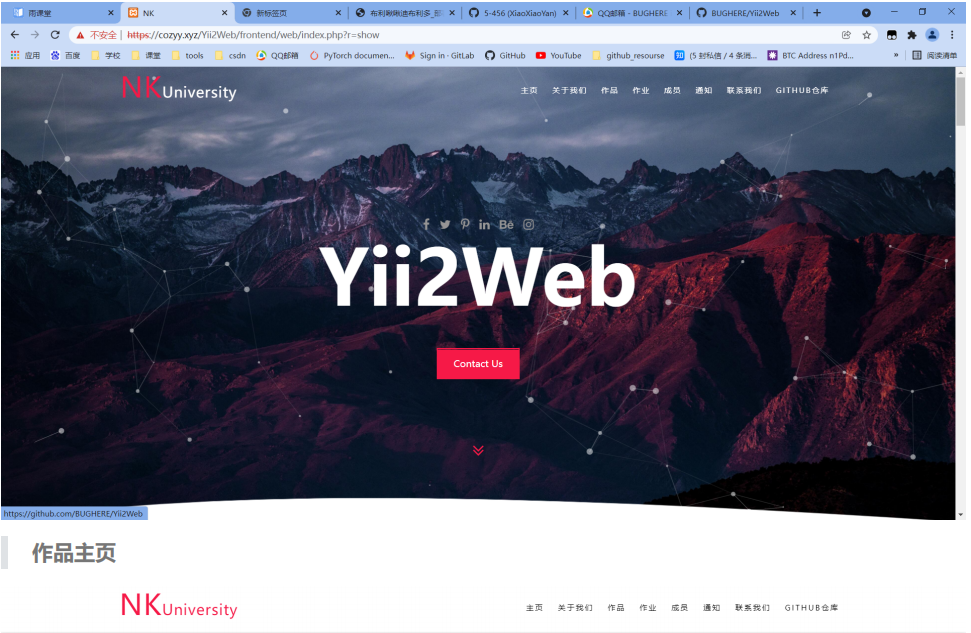 雨课堂 NK 新标签页 布利啾啾迪布利多_部 5-456 (XiaoXiaoYan) QQ邮箱 - BUGHERE BUGHERE/Yii2Web
不安全 | https://cozyy.xyz/Yii2Web/frontend/web/index.php?r=show
应用 百度 学校 课堂 tools csdn QQ邮箱 PyTorch documen... Sign in · GitLab GitHub YouTube github_resourse (5 封私信 / 4 条消... BTC Address n1Pd... » 阅读清单
NKUniversity 主页 关于我们 作品 作业 成员 通知 联系我们 GITHUB仓库
Yii2Web
Contact Us
https://github.com/BUGHERE/Yii2Web
作品主页
NKUniversity 主页 关于我们 作品 作业 成员 通知 联系我们 GITHUB仓库